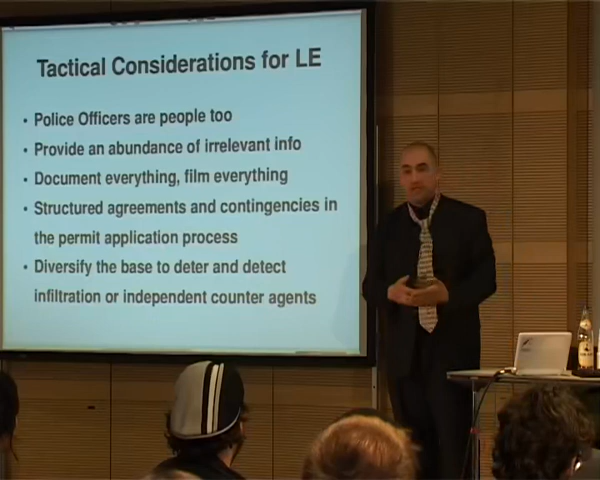 Tactical Considerations for LE
• Police Officers are people too
• Provide an abundance of irrelevant info
• Document everything, film everything
• Structured agreements and contingencies in
the permit application process
• Diversify the base to deter and detect
infiltration or independent counter agents